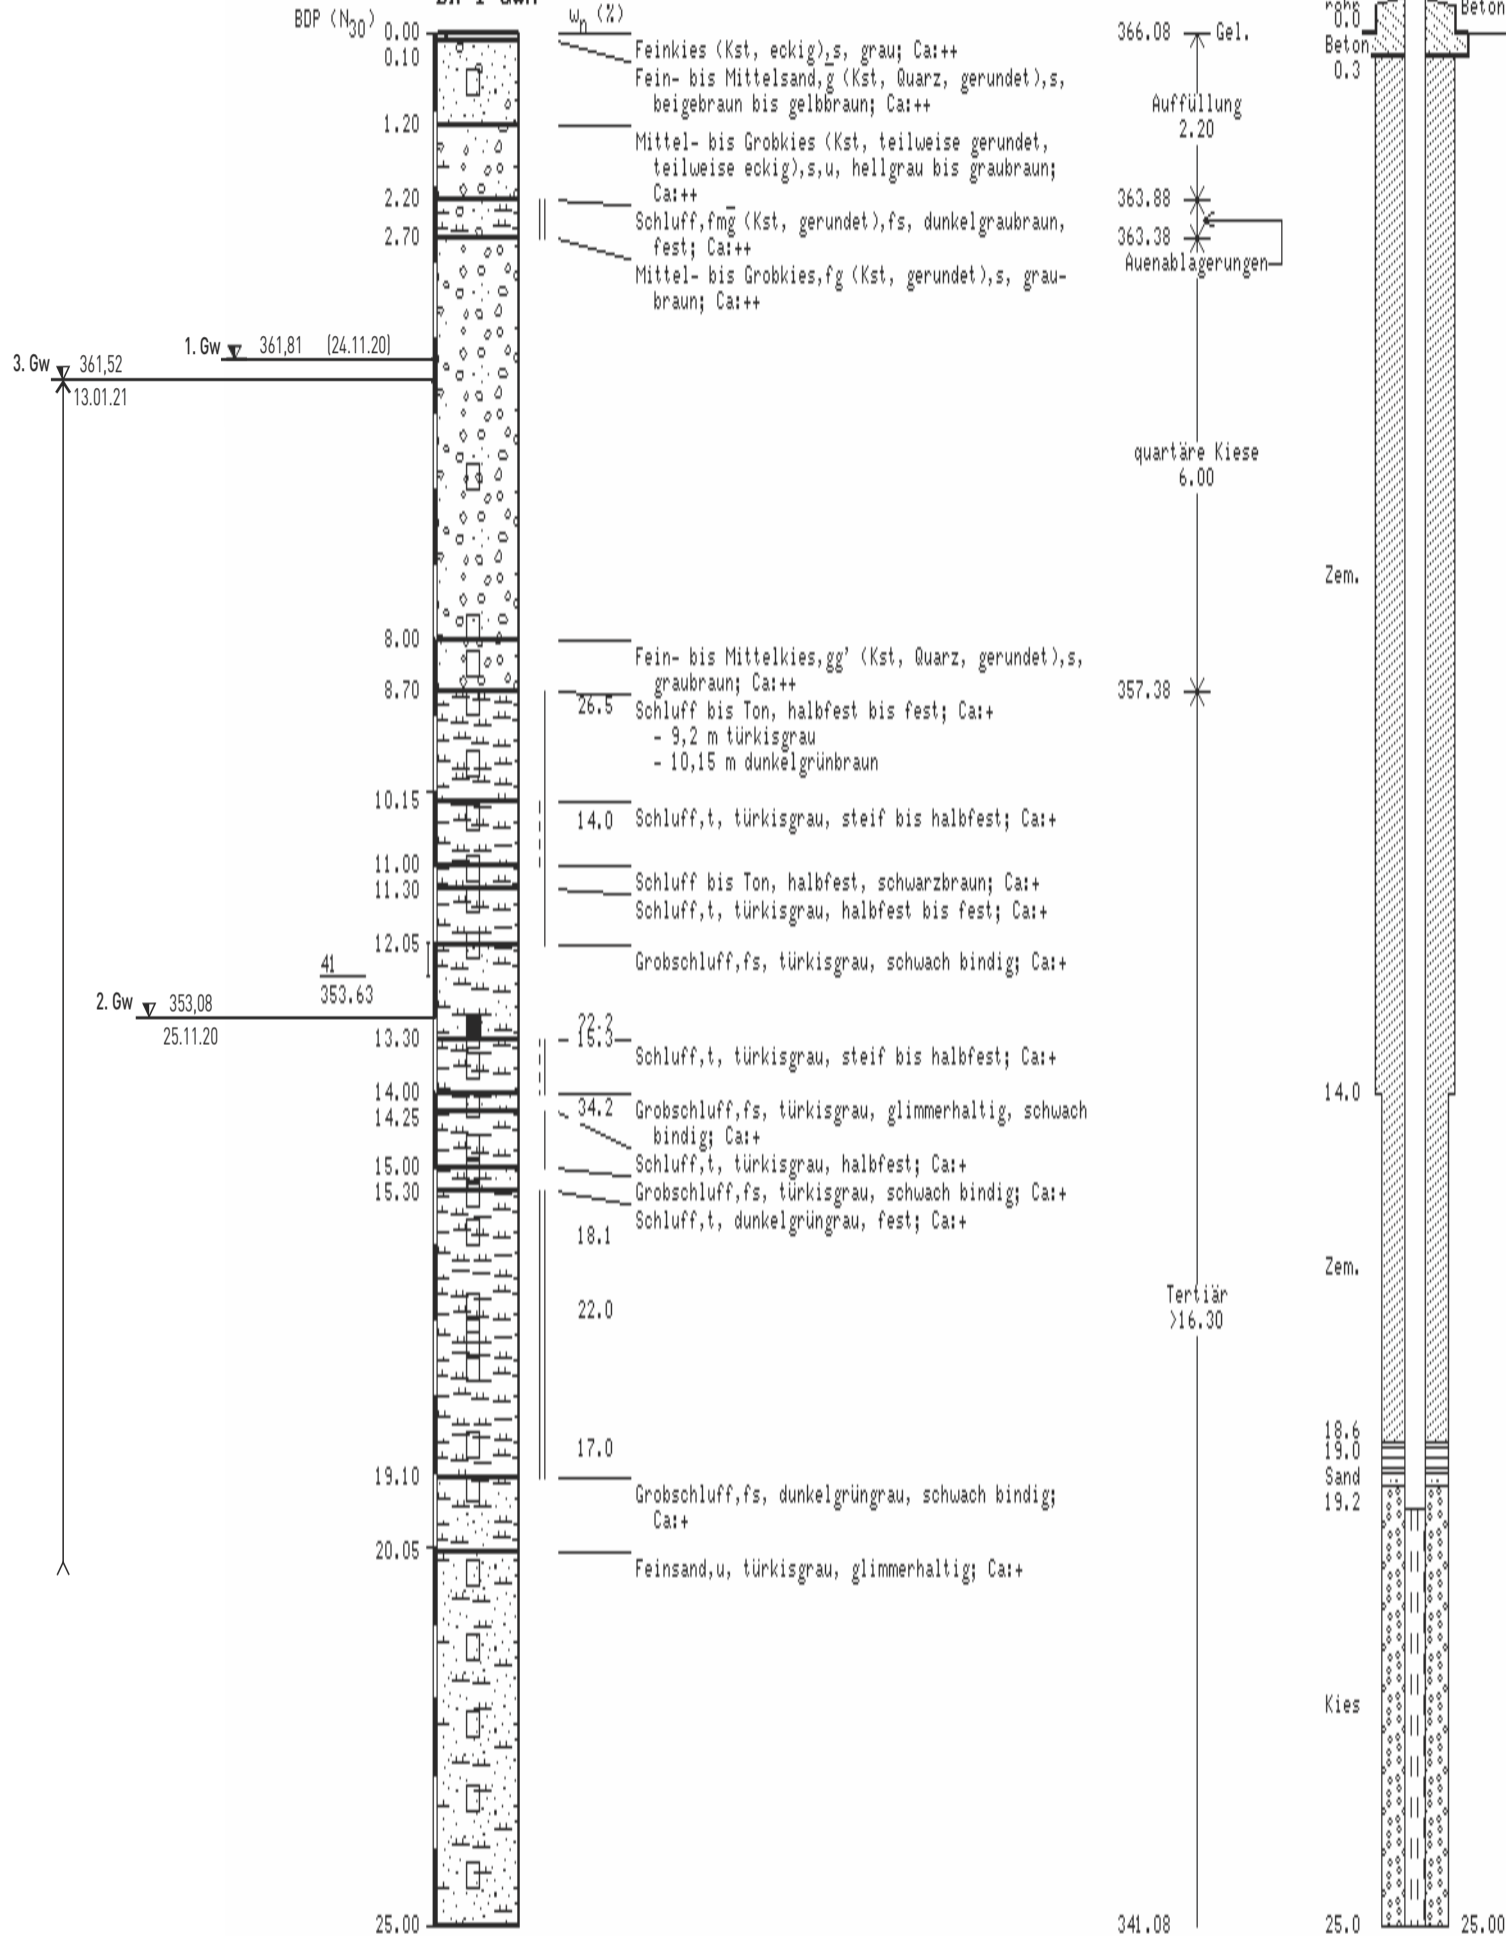 BDP (N30)
wn (%)
0.00
0.10
1.20
2.20
2.70
8.00
8.70
10.15
11.00
11.30
12.05
13.30
14.00
14.25
15.00
15.30
19.10
20.05
25.00
1. Gw 361,81 (24.11.20)
3. Gw 361,52
13.01.21
41
353.63
2. Gw 353,08
25.11.20
26.5
14.0
22.2
15.3
34.2
18.1
22.0
17.0
Feinkies (Kst, eckig),s, grau; Ca:++
Fein- bis Mittelsand,g̅ (Kst, Quarz, gerundet),s,
beigebraun bis gelbbraun; Ca:++
Mittel- bis Grobkies (Kst, teilweise gerundet,
teilweise eckig),s,u, hellgrau bis graubraun;
Ca:++
Schluff,fmg̅ (Kst, gerundet),fs, dunkelgraubraun,
fest; Ca:++
Mittel- bis Grobkies,fg (Kst, gerundet),s, grau-
braun; Ca:++
Fein- bis Mittelkies,gg' (Kst, Quarz, gerundet),s,
graubraun; Ca:++
Schluff bis Ton, halbfest bis fest; Ca:+
- 9,2 m türkisgrau
- 10,15 m dunkelgrünbraun
Schluff,t, türkisgrau, steif bis halbfest; Ca:+
Schluff bis Ton, halbfest, schwarzbraun; Ca:+
Schluff,t, türkisgrau, halbfest bis fest; Ca:+
Grobschluff,fs, türkisgrau, schwach bindig; Ca:+
Schluff,t, türkisgrau, steif bis halbfest; Ca:+
Grobschluff,fs, türkisgrau, glimmerhaltig, schwach
bindig; Ca:+
Schluff,t, türkisgrau, halbfest; Ca:+
Grobschluff,fs, türkisgrau, schwach bindig; Ca:+
Schluff,t, dunkelgrüngrau, fest; Ca:+
Grobschluff,fs, dunkelgrüngrau, schwach bindig;
Ca:+
Feinsand,u, türkisgrau, glimmerhaltig; Ca:+
366.08 Gel.
Auffüllung
2.20
363.88
363.38
Auenablagerungen
quartäre Kiese
6.00
357.38
Tertiär
>16.30
341.08
0.0
Beton
Beton
0.3
Zem.
14.0
Zem.
18.6
19.0
Sand
19.2
Kies
25.0
25.00